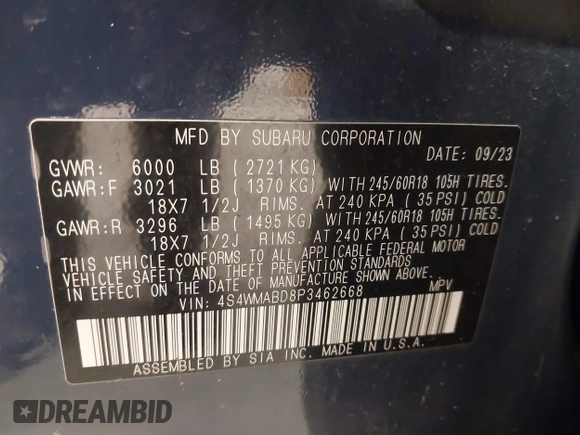 MFD BY SUBARU CORPORATION
GVWR: 6000 LB (2721 KG) DATE: 09/23
GAWR:F 3021 LB (1370 KG) WITH 245/60R18 105H TIRES.
18X7 1/2J RIMS. AT 240 KPA (35 PSI) COLD
GAWR:R 3296 LB (1495 KG) WITH 245/60R18 105H TIRES.
18X7 1/2J RIMS. AT 240 KPA (35 PSI) COLD
THIS VEHICLE CONFORMS TO ALL APPLICABLE FEDERAL MOTOR
VEHICLE SAFETY AND THEFT PREVENTION STANDARDS
IN EFFECT ON THE DATE OF MANUFACTURE SHOWN ABOVE.
VIN: 4S4WMABD8P3462668 MPV
ASSEMBLED BY SIA INC. MADE IN U.S.A.
DREAMBID